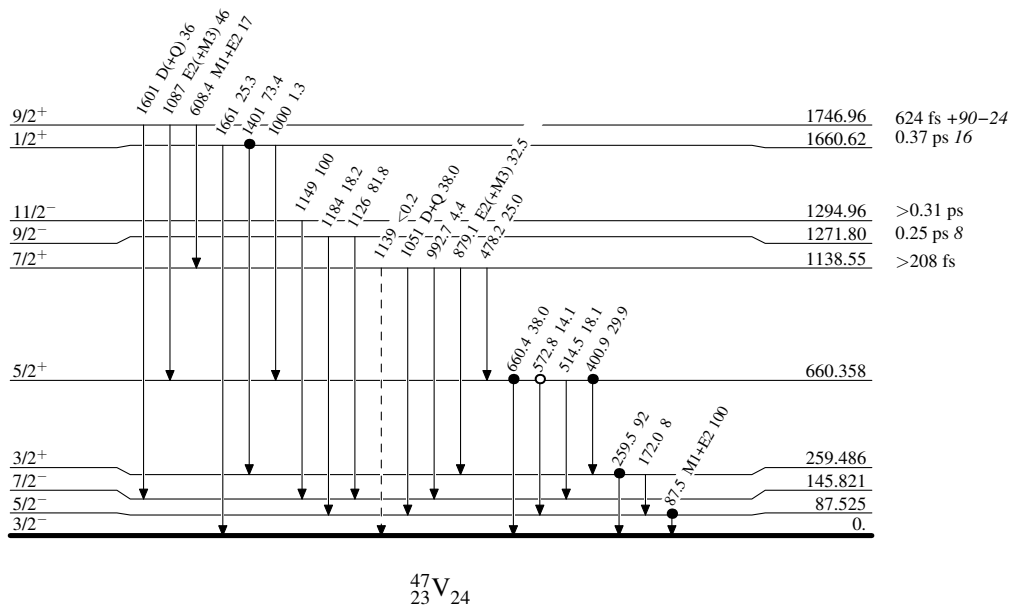 1601 D(+Q) 36
1087 E2(+M3) 46
608.4 M1+E2 17
1661 25.3
1401 73.4
1000 1.3
9/2+ 1746.96 624 fs +90−24
1/2+ 1660.62 0.37 ps 16
1149 100
1184 18.2
1126 81.8
1139 <0.2
1051 D+Q 38.0
992.7 4.4
879.1 E2(+M3) 32.5
478.2 25.0
11/2− 1294.96 >0.31 ps
9/2− 1271.80 0.25 ps 8
7/2+ 1138.55 >208 fs
660.4 38.0
572.8 14.1
514.5 18.1
400.9 29.9
5/2+ 660.358
259.5 92
172.0 8
87.5 M1+E2 100
3/2+ 259.486
7/2− 145.821
5/2− 87.525
3/2− 0.
47 23 V 24